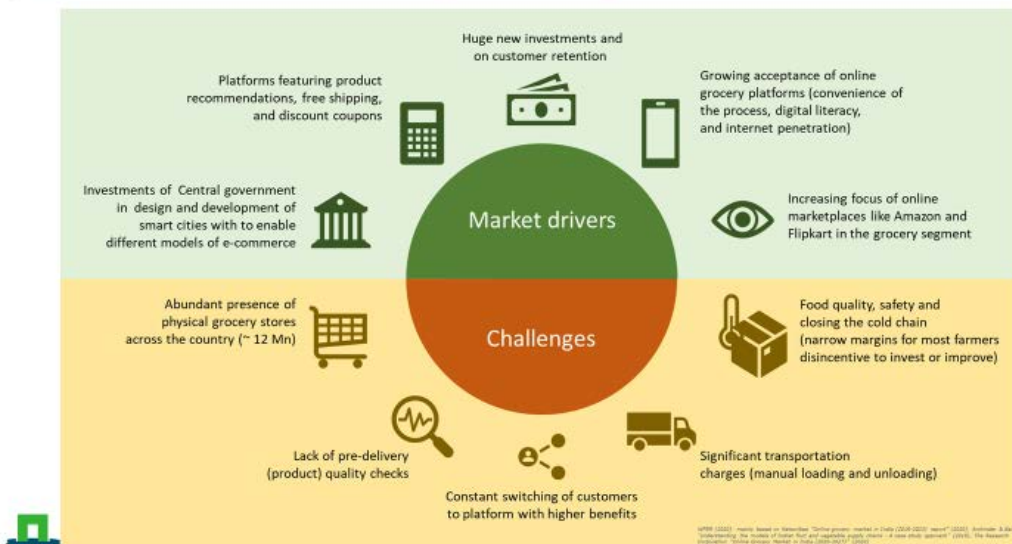 Huge new investments and
on customer retention
Platforms featuring product
recommendations, free shipping,
and discount coupons
Growing acceptance of online
grocery platforms (convenience of
the process, digital literacy,
and internet penetration)
Investments of Central government
in design and development of
smart cities with to enable
different models of e-commerce
Market drivers
Increasing focus of online
marketplaces like Amazon and
Flipkart in the grocery segment
Abundant presence of
physical grocery stores
across the country (~ 12 Mn)
Challenges
Food quality, safety and
closing the cold chain
(narrow margins for most farmers
disincentive to invest or improve)
Lack of pre-delivery
(product) quality checks
Constant switching of customers
to platform with higher benefits
Significant transportation
charges (manual loading and unloading)